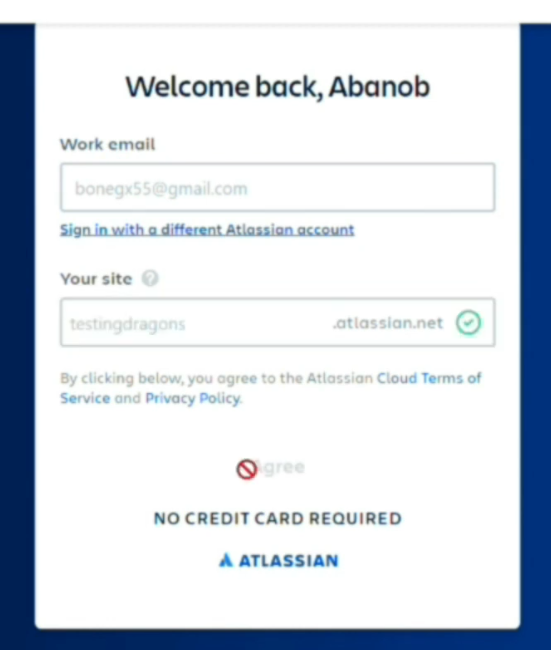 Welcome back, Abanob
Work email
bonegx55@gmail.com
Sign in with a different Atlassian account
Your site ?
testingdragons .atlassian.net
By clicking below, you agree to the Atlassian Cloud Terms of
Service and Privacy Policy.
Agree
NO CREDIT CARD REQUIRED
ATLASSIAN